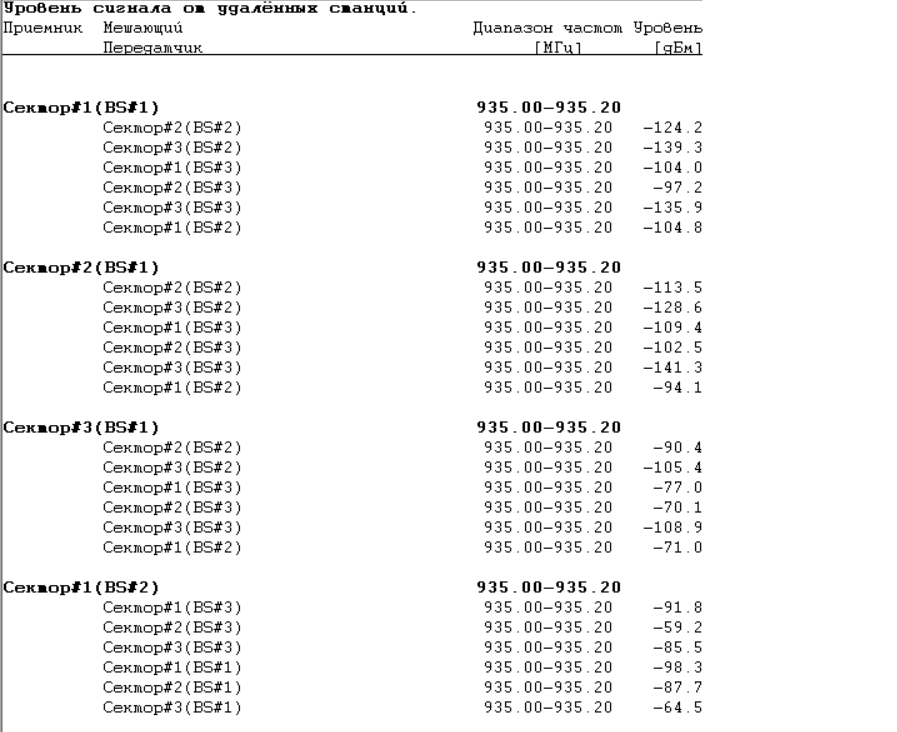 Уровень сигнала от удалённых станций.
Приемник Мешающий Диапазон частот Уровень
Передатчик [МГц] [дБм]
Сектор#1(BS#1) 935.00-935.20
Сектор#2(BS#2) 935.00-935.20 -124.2
Сектор#3(BS#2) 935.00-935.20 -139.3
Сектор#1(BS#3) 935.00-935.20 -104.0
Сектор#2(BS#3) 935.00-935.20 -97.2
Сектор#3(BS#3) 935.00-935.20 -135.9
Сектор#1(BS#2) 935.00-935.20 -104.8
Сектор#2(BS#1) 935.00-935.20
Сектор#2(BS#2) 935.00-935.20 -113.5
Сектор#3(BS#2) 935.00-935.20 -128.6
Сектор#1(BS#3) 935.00-935.20 -109.4
Сектор#2(BS#3) 935.00-935.20 -102.5
Сектор#3(BS#3) 935.00-935.20 -141.3
Сектор#1(BS#2) 935.00-935.20 -94.1
Сектор#3(BS#1) 935.00-935.20
Сектор#2(BS#2) 935.00-935.20 -90.4
Сектор#3(BS#2) 935.00-935.20 -105.4
Сектор#1(BS#3) 935.00-935.20 -77.0
Сектор#2(BS#3) 935.00-935.20 -70.1
Сектор#3(BS#3) 935.00-935.20 -108.9
Сектор#1(BS#2) 935.00-935.20 -71.0
Сектор#1(BS#2) 935.00-935.20
Сектор#1(BS#3) 935.00-935.20 -91.8
Сектор#2(BS#3) 935.00-935.20 -59.2
Сектор#3(BS#3) 935.00-935.20 -85.5
Сектор#1(BS#1) 935.00-935.20 -98.3
Сектор#2(BS#1) 935.00-935.20 -87.7
Сектор#3(BS#1) 935.00-935.20 -64.5